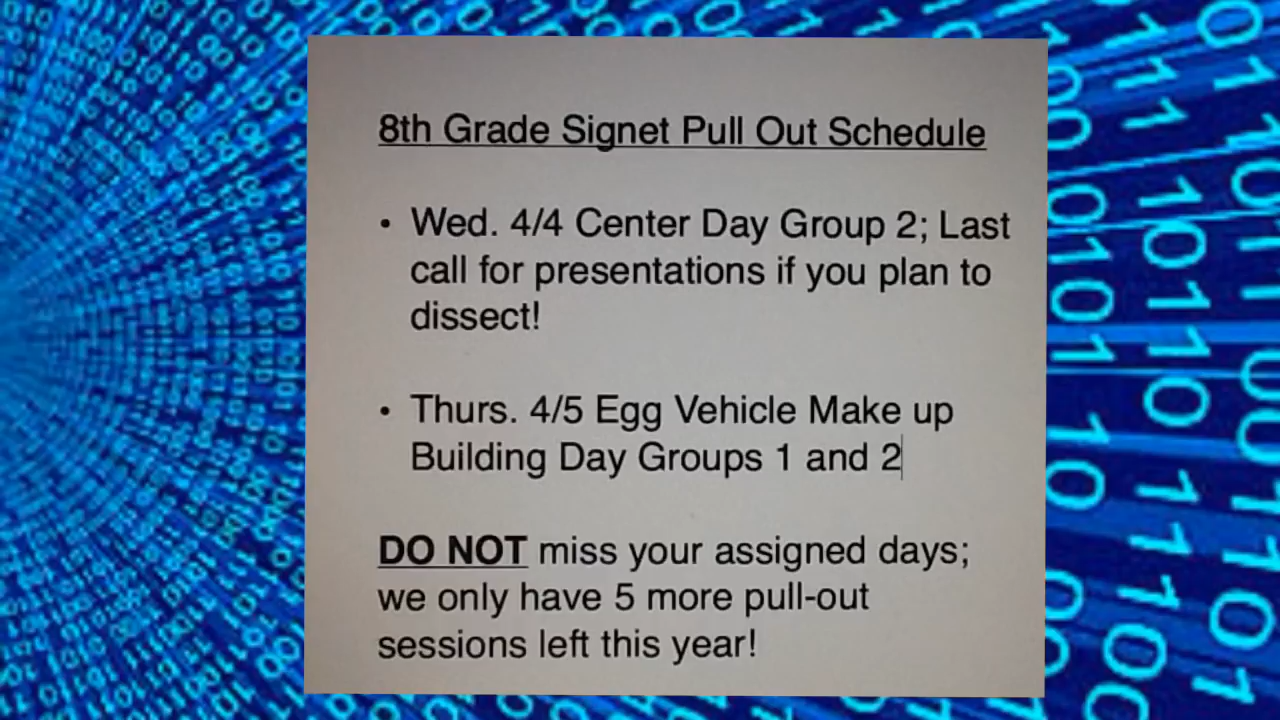 8th Grade Signet Pull Out Schedule
• Wed. 4/4 Center Day Group 2; Last
call for presentations if you plan to
dissect!
• Thurs. 4/5 Egg Vehicle Make up
Building Day Groups 1 and 2
DO NOT miss your assigned days;
we only have 5 more pull-out
sessions left this year!